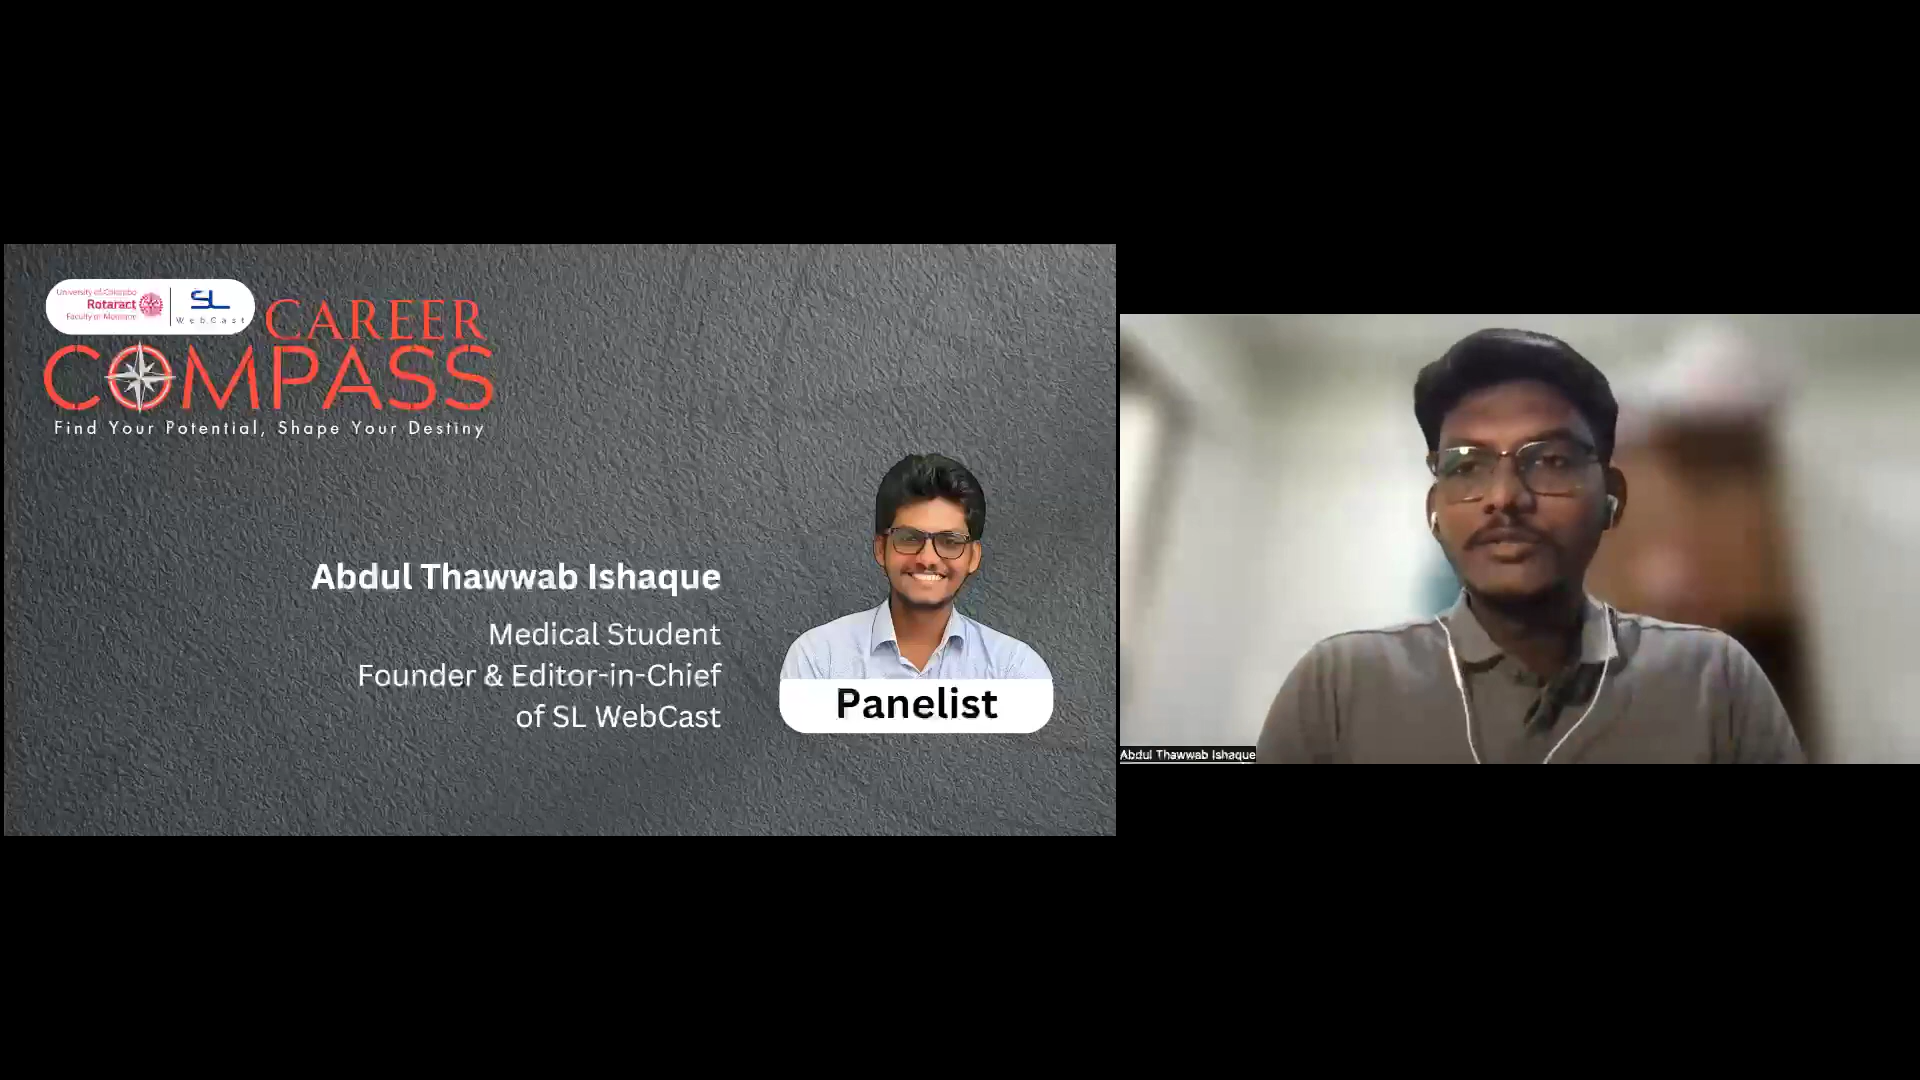 University of Colombo
Rotaract
Faculty of Medicine
SL
WebCast
CAREER
COMPASS
Find Your Potential, Shape Your Destiny
Abdul Thawwab Ishaque
Medical Student
Founder & Editor-in-Chief
of SL WebCast
Panelist
Abdul Thawwab Ishaque